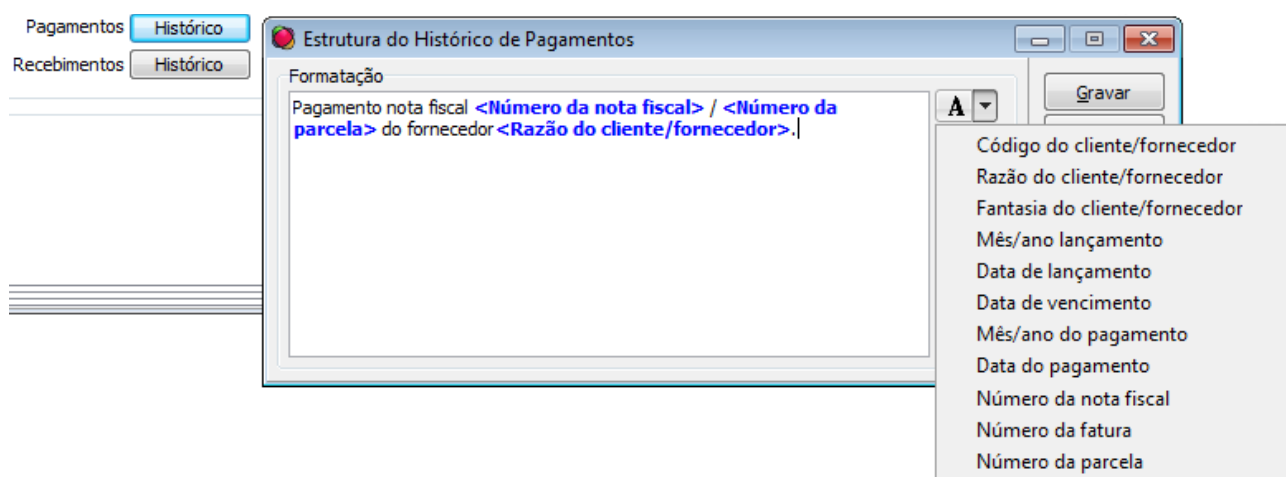 Pagamentos Histórico
Recebimentos Histórico
Estrutura do Histórico de Pagamentos
Formatação
Pagamento nota fiscal <Número da nota fiscal> / <Número da
parcela> do fornecedor<Razão do cliente/fornecedor>.
A
Gravar
Código do cliente/fornecedor
Razão do cliente/fornecedor
Fantasia do cliente/fornecedor
Mês/ano lançamento
Data de lançamento
Data de vencimento
Mês/ano do pagamento
Data do pagamento
Número da nota fiscal
Número da fatura
Número da parcela